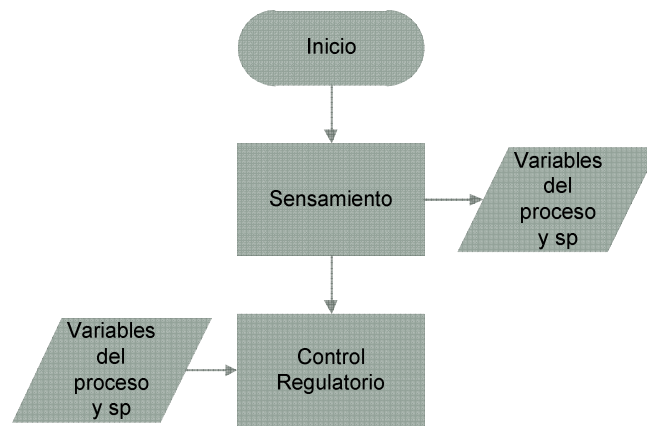 Inicio
Sensamiento
Variables
del
proceso
y sp
Variables
del
proceso
y sp
Control
Regulatorio